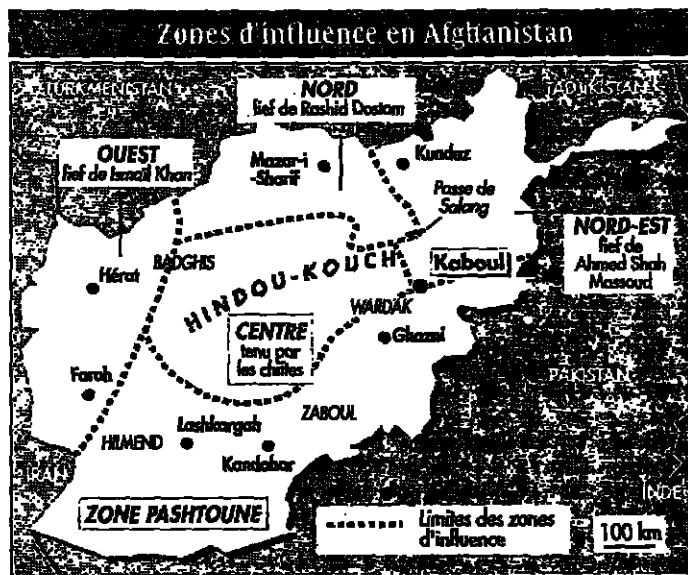 Zones d'influence en Afghanistan
TURKMÉNISTAN
NORD
fief de Rashid Dostom
TADJIKISTAN
OUEST
fief de Ismaïl Khan
Mazar-i
-Sharif
Kunduz
Passe de
Salang
NORD-EST
fief de
Ahmed Shah
Massoud
Hérat
BADGHIS
HINDOU-KOUCH
Kaboul
WARDAK
CENTRE
tenu par
les chiites
Ghazni
PAKISTAN
Farah
ZABOUL
Lashkargah
HILMEND
Kandahar
IRAN
INDE
ZONE PASHTOUNE
Limites des zones
d'influence
100 km